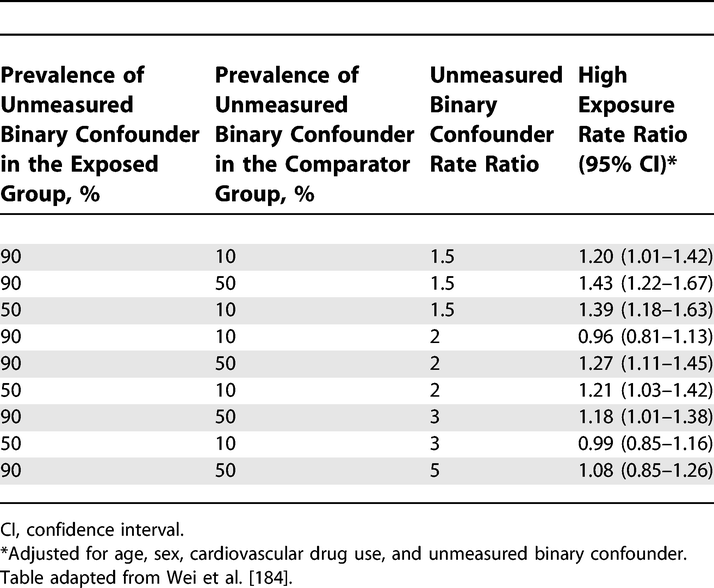 Prevalence of Unmeasured Binary Confounder in the Exposed Group, %
Prevalence of Unmeasured Binary Confounder in the Comparator Group, %
Unmeasured Binary Confounder Rate Ratio
High Exposure Rate Ratio (95% CI)*
90 10 1.5 1.20 (1.01–1.42)
90 50 1.5 1.43 (1.22–1.67)
50 10 1.5 1.39 (1.18–1.63)
90 10 2 0.96 (0.81–1.13)
90 50 2 1.27 (1.11–1.45)
50 10 2 1.21 (1.03–1.42)
90 50 3 1.18 (1.01–1.38)
50 10 3 0.99 (0.85–1.16)
90 50 5 1.08 (0.85–1.26)
CI, confidence interval.
*Adjusted for age, sex, cardiovascular drug use, and unmeasured binary confounder.
Table adapted from Wei et al. [184].